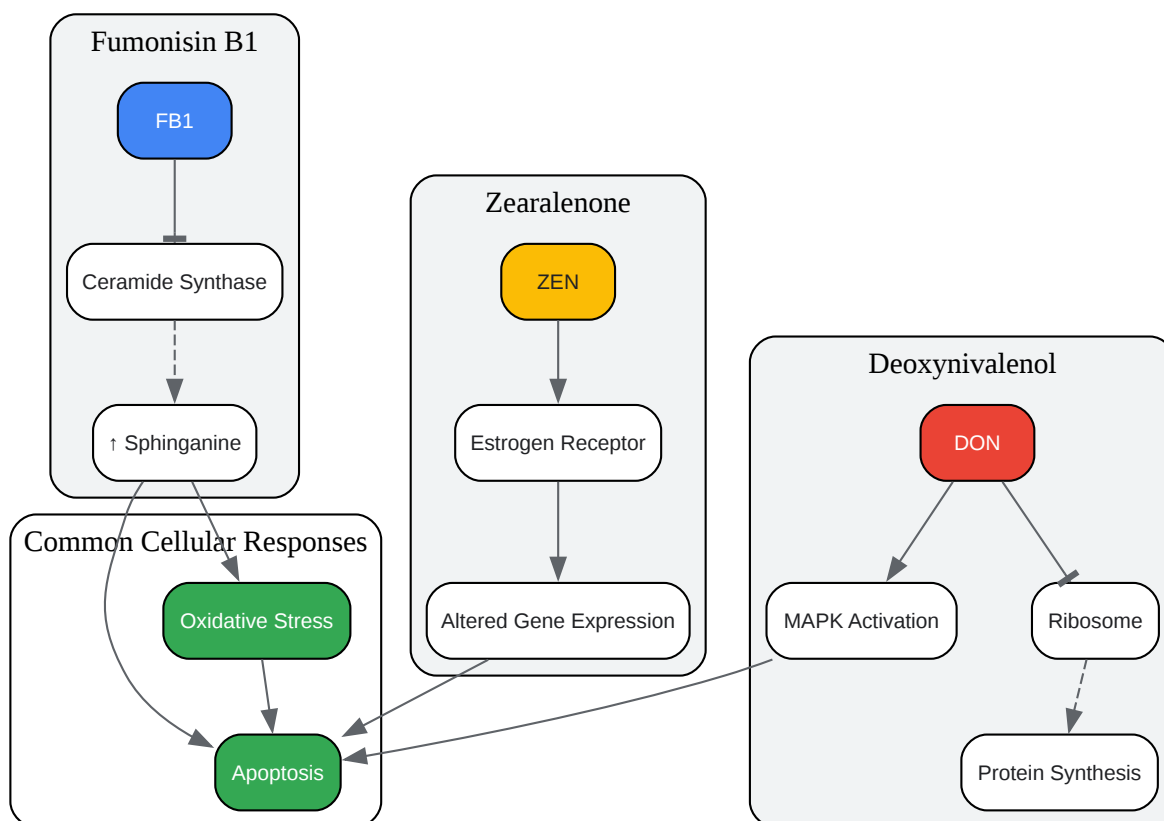 Fumonisin B1
FB1
Ceramide Synthase
↑ Sphinganine
Common Cellular Responses
Oxidative Stress
Apoptosis
Zearalenone
ZEN
Estrogen Receptor
Altered Gene Expression
Deoxynivalenol
DON
MAPK Activation
Ribosome
Protein Synthesis